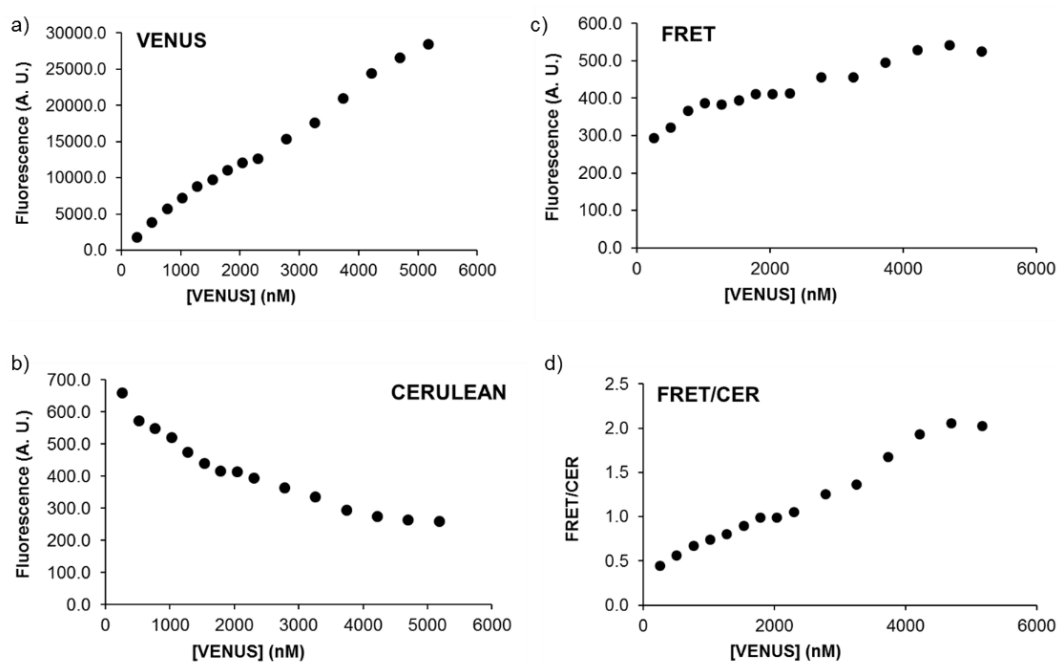 a)
VENUS
Fluorescence (A. U.)
30000.0
25000.0
20000.0
15000.0
10000.0
5000.0
0.0
0 1000 2000 3000 4000 5000 6000
[VENUS] (nM)
c)
FRET
Fluorescence (A. U.)
600.0
500.0
400.0
300.0
200.0
100.0
0.0
0 2000 4000 6000
[VENUS] (nM)
b)
CERULEAN
Fluorescence (A. U.)
700.0
600.0
500.0
400.0
300.0
200.0
100.0
0.0
0 1000 2000 3000 4000 5000 6000
[VENUS] (nM)
d)
FRET/CER
FRET/CER
2.5
2.0
1.5
1.0
0.5
0.0
0 2000 4000 6000
[VENUS] (nM)